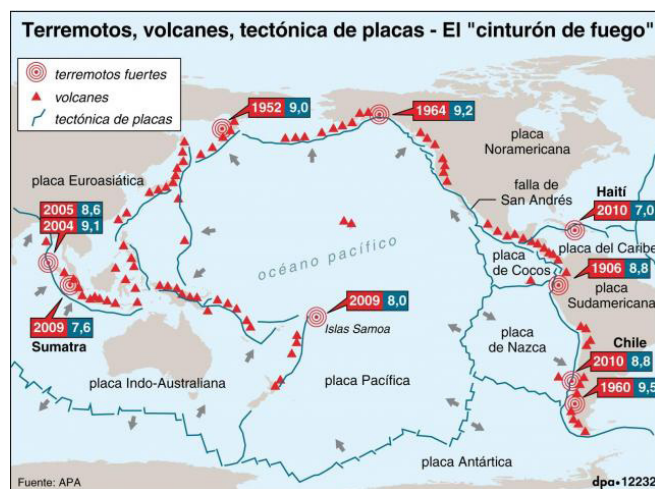 Terremotos, volcanes, tectónica de placas - El "cinturón de fuego"
terremotos fuertes
volcanes
tectónica de placas
1952 9,0
1964 9,2
placa
Noramericana
placa Euroasiática
falla de
San Andrés
Haití
2010 7,0
2005 8,6
2004 9,1
placa del Caribe
océano pacífico
placa
de Cocos
1906 8,8
placa
Sudamericana
2009 8,0
Islas Samoa
2009 7,6
Sumatra
placa
de Nazca
Chile
2010 8,8
1960 9,5
placa Indo-Australiana
placa Pacífica
placa Antártica
Fuente: APA
dpa•12232